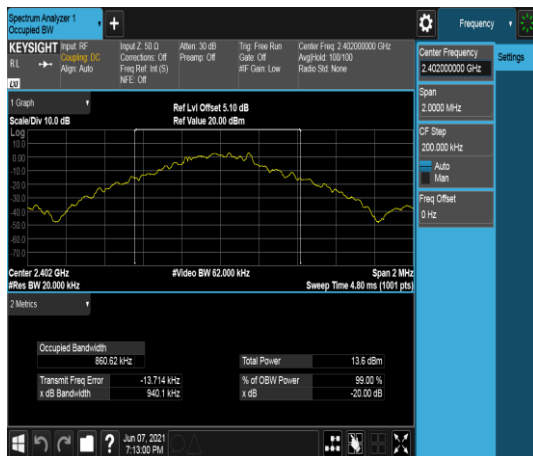 Spectrum Analyzer 1
Occupied BW
+
Frequency
KEYSIGHT Input: RF
Coupling: DC
Align: Auto
RL
LXI
Input Z: 50 Ω
Corrections: Off
Freq Ref: Int (S)
NFE: Off
Atten: 30 dB
Preamp: Off
Trig: Free Run
Gate: Off
#IF Gain: Low
Center Freq: 2.402000000 GHz
Avg|Hold: 100/100
Radio Std: None
Center Frequency
2.402000000 GHz
Settings
Span
2.0000 MHz
CF Step
200.000 kHz
Auto
Man
Freq Offset
0 Hz
1 Graph
Scale/Div 10.0 dB
Ref Lvl Offset 5.10 dB
Ref Value 20.00 dBm
Log
10.0
0.00
-10.0
-20.0
-30.0
-40.0
-50.0
-60.0
-70.0
Center 2.402 GHz
#Res BW 20.000 kHz
#Video BW 62.000 kHz
Span 2 MHz
Sweep Time 4.80 ms (1001 pts)
2 Metrics
Occupied Bandwidth
860.62 kHz
Total Power 13.6 dBm
Transmit Freq Error -13.714 kHz
% of OBW Power 99.00 %
x dB Bandwidth 940.1 kHz
x dB -20.00 dB
?
Jun 07, 2021
7:13:00 PM